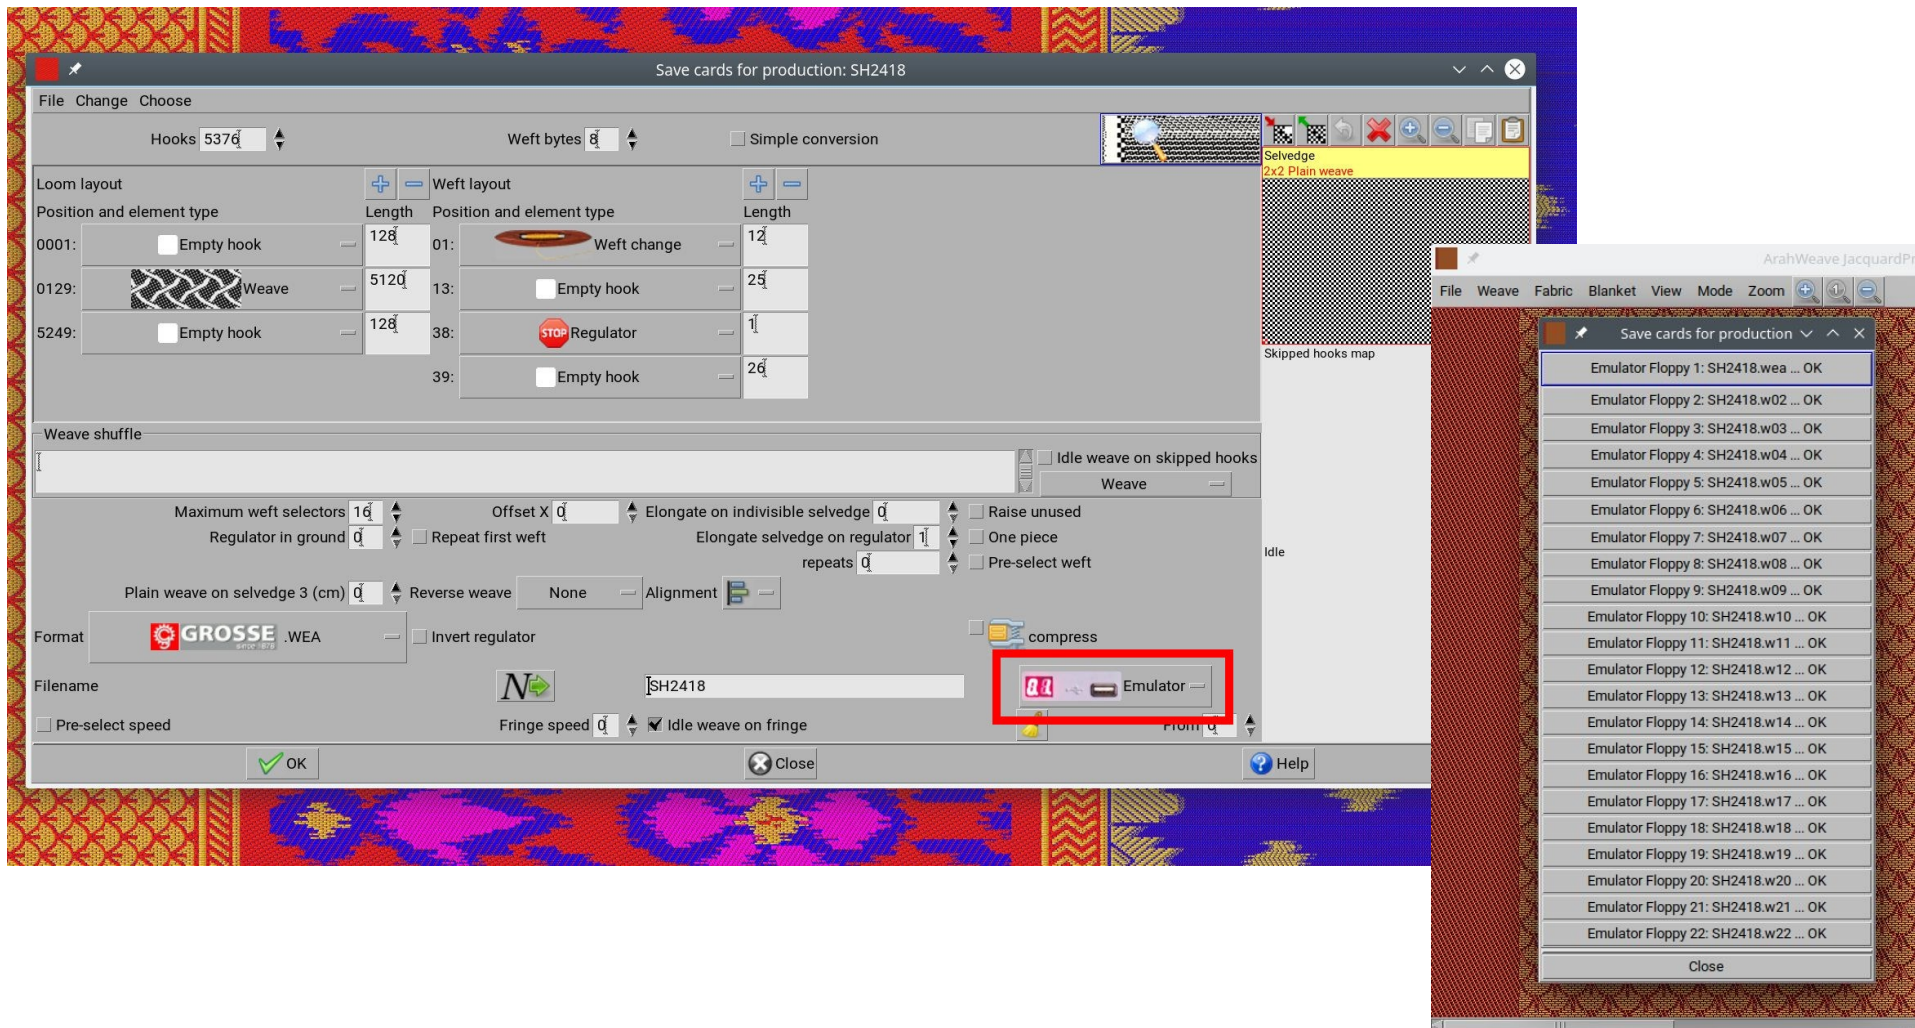 Save cards for production: SH2418
File Change Choose
Hooks 5376 Weft bytes 8 Simple conversion
Selvedge
2x2 Plain weave
Loom layout Weft layout
Position and element type Length Position and element type Length
0001: Empty hook 128 01: Weft change 12
0129: Weave 5120 13: Empty hook 25
5249: Empty hook 128 38: STOP Regulator 1
39: Empty hook 26
Skipped hooks map
Idle
Weave shuffle
Idle weave on skipped hooks
Weave
Maximum weft selectors 16 Offset X 0 Elongate on indivisible selvedge 0 Raise unused
Regulator in ground 0 Repeat first weft Elongate selvedge on regulator 1 One piece
repeats 0 Pre-select weft
Plain weave on selvedge 3 (cm) 0 Reverse weave None Alignment
Format GROSSE .WEA Invert regulator compress
Filename N SH2418 Emulator
Pre-select speed Fringe speed 0 Idle weave on fringe From 0
OK Close Help
ArahWeave JacquardPr
File Weave Fabric Blanket View Mode Zoom 1
Save cards for production
Emulator Floppy 1: SH2418.wea ... OK
Emulator Floppy 2: SH2418.w02 ... OK
Emulator Floppy 3: SH2418.w03 ... OK
Emulator Floppy 4: SH2418.w04 ... OK
Emulator Floppy 5: SH2418.w05 ... OK
Emulator Floppy 6: SH2418.w06 ... OK
Emulator Floppy 7: SH2418.w07 ... OK
Emulator Floppy 8: SH2418.w08 ... OK
Emulator Floppy 9: SH2418.w09 ... OK
Emulator Floppy 10: SH2418.w10 ... OK
Emulator Floppy 11: SH2418.w11 ... OK
Emulator Floppy 12: SH2418.w12 ... OK
Emulator Floppy 13: SH2418.w13 ... OK
Emulator Floppy 14: SH2418.w14 ... OK
Emulator Floppy 15: SH2418.w15 ... OK
Emulator Floppy 16: SH2418.w16 ... OK
Emulator Floppy 17: SH2418.w17 ... OK
Emulator Floppy 18: SH2418.w18 ... OK
Emulator Floppy 19: SH2418.w19 ... OK
Emulator Floppy 20: SH2418.w20 ... OK
Emulator Floppy 21: SH2418.w21 ... OK
Emulator Floppy 22: SH2418.w22 ... OK
Close